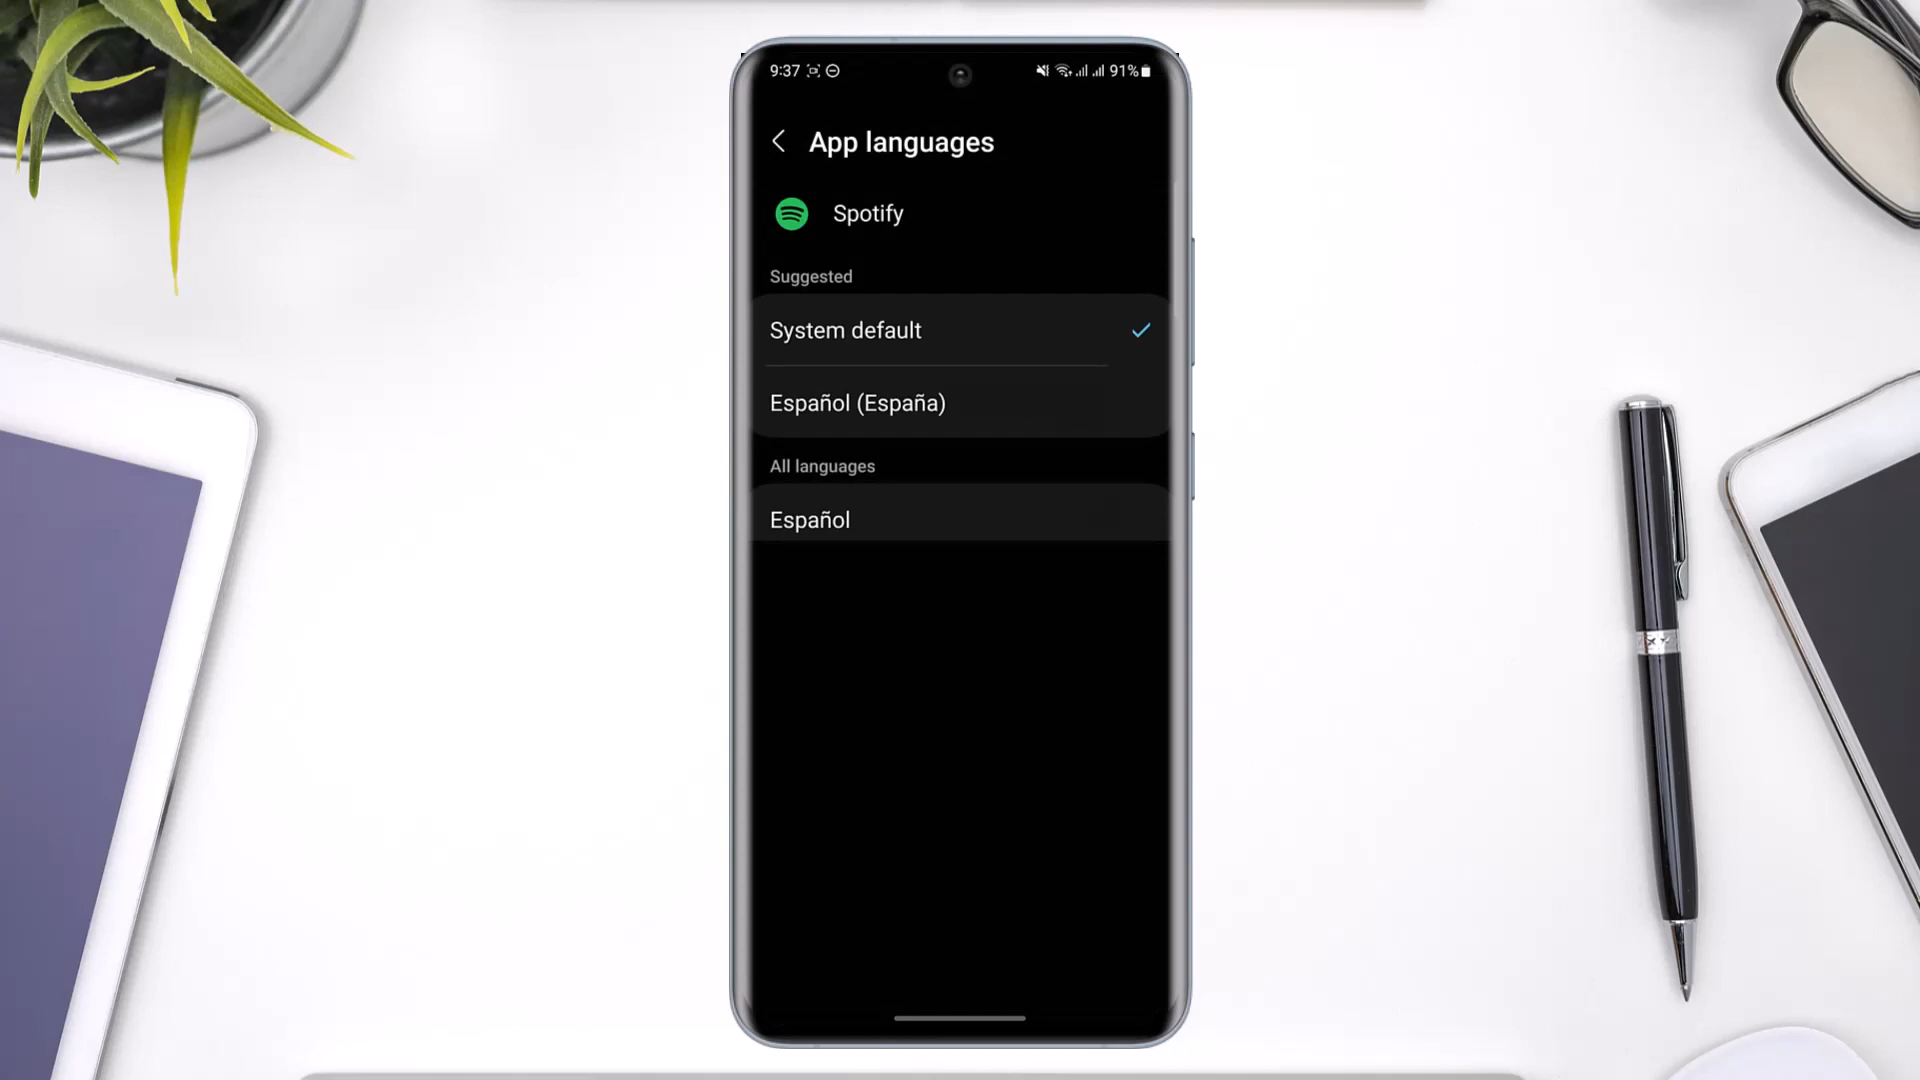 9:37
91%
App languages
Spotify
Suggested
System default
Español (España)
All languages
Español